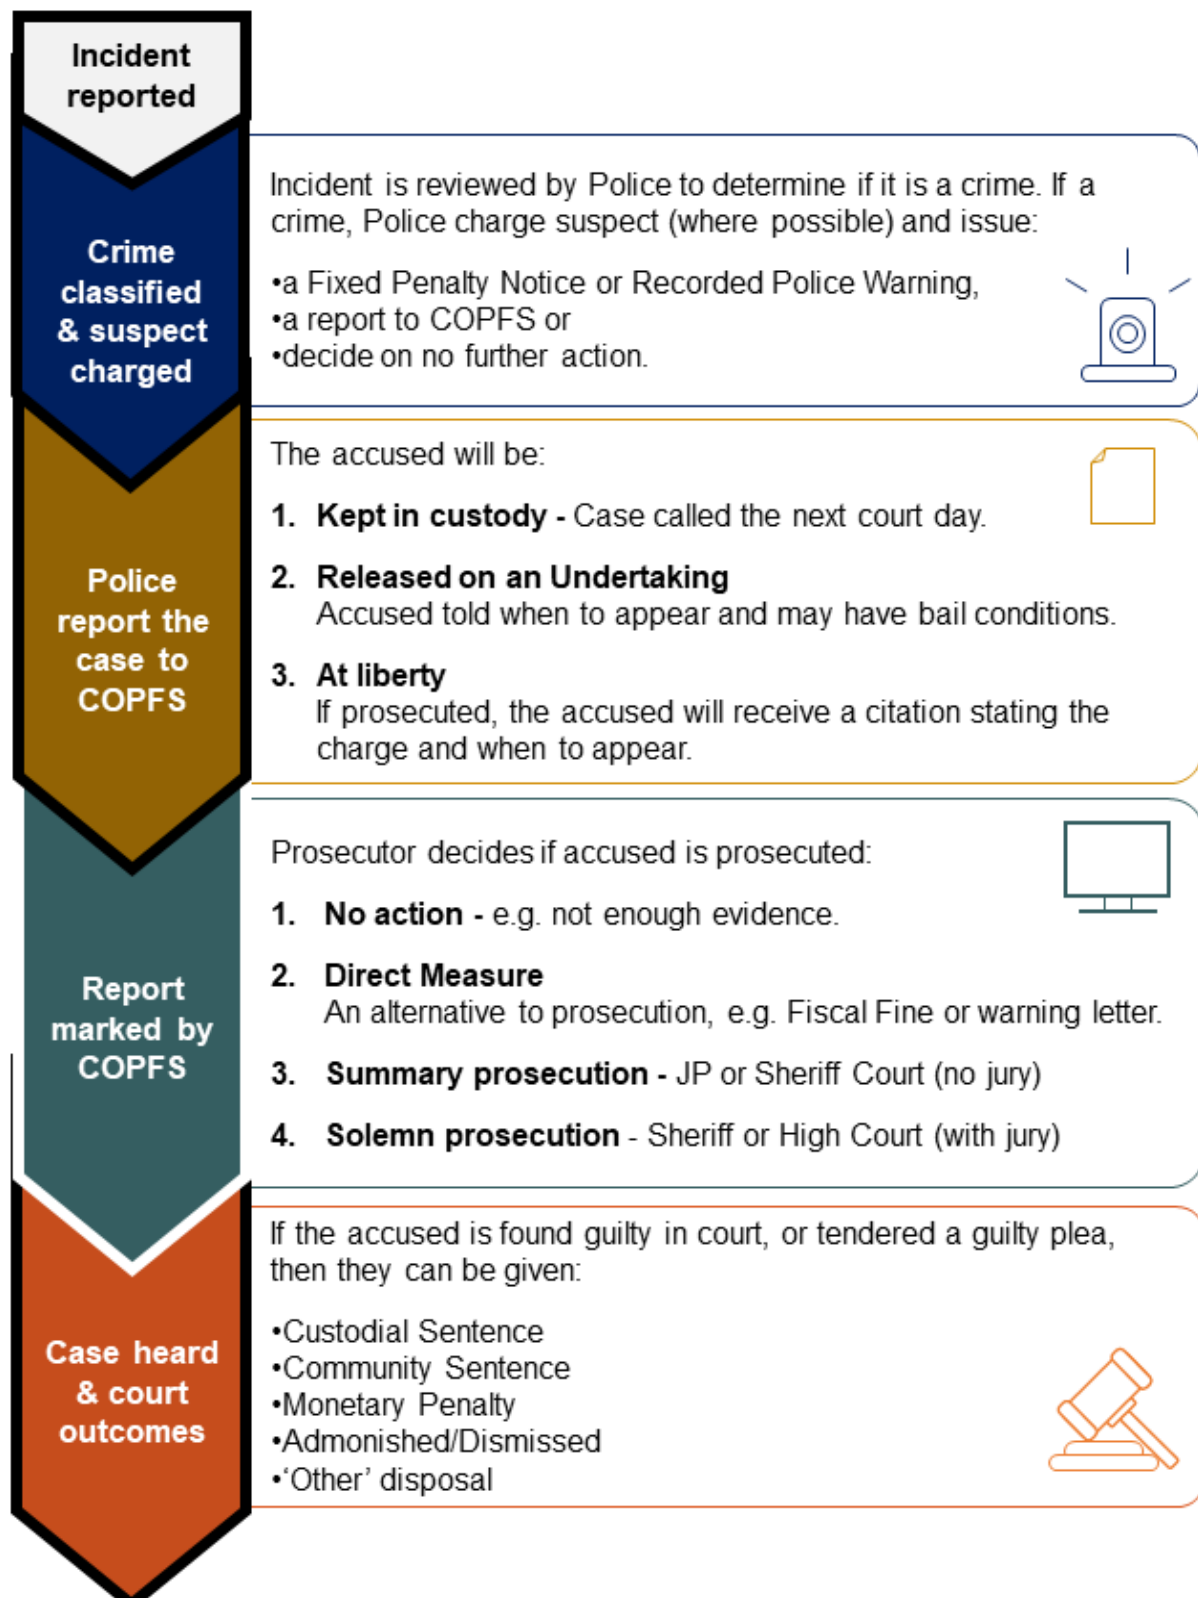 Incident
reported
Crime
classified
& suspect
charged
Incident is reviewed by Police to determine if it is a crime. If a
crime, Police charge suspect (where possible) and issue:
•a Fixed Penalty Notice or Recorded Police Warning,
•a report to COPFS or
•decide on no further action.
Police
report the
case to
COPFS
The accused will be:
1. Kept in custody - Case called the next court day.
2. Released on an Undertaking
Accused told when to appear and may have bail conditions.
3. At liberty
If prosecuted, the accused will receive a citation stating the
charge and when to appear.
Report
marked by
COPFS
Prosecutor decides if accused is prosecuted:
1. No action - e.g. not enough evidence.
2. Direct Measure
An alternative to prosecution, e.g. Fiscal Fine or warning letter.
3. Summary prosecution - JP or Sheriff Court (no jury)
4. Solemn prosecution - Sheriff or High Court (with jury)
Case heard
& court
outcomes
If the accused is found guilty in court, or tendered a guilty plea,
then they can be given:
•Custodial Sentence
•Community Sentence
•Monetary Penalty
•Admonished/Dismissed
•‘Other’ disposal